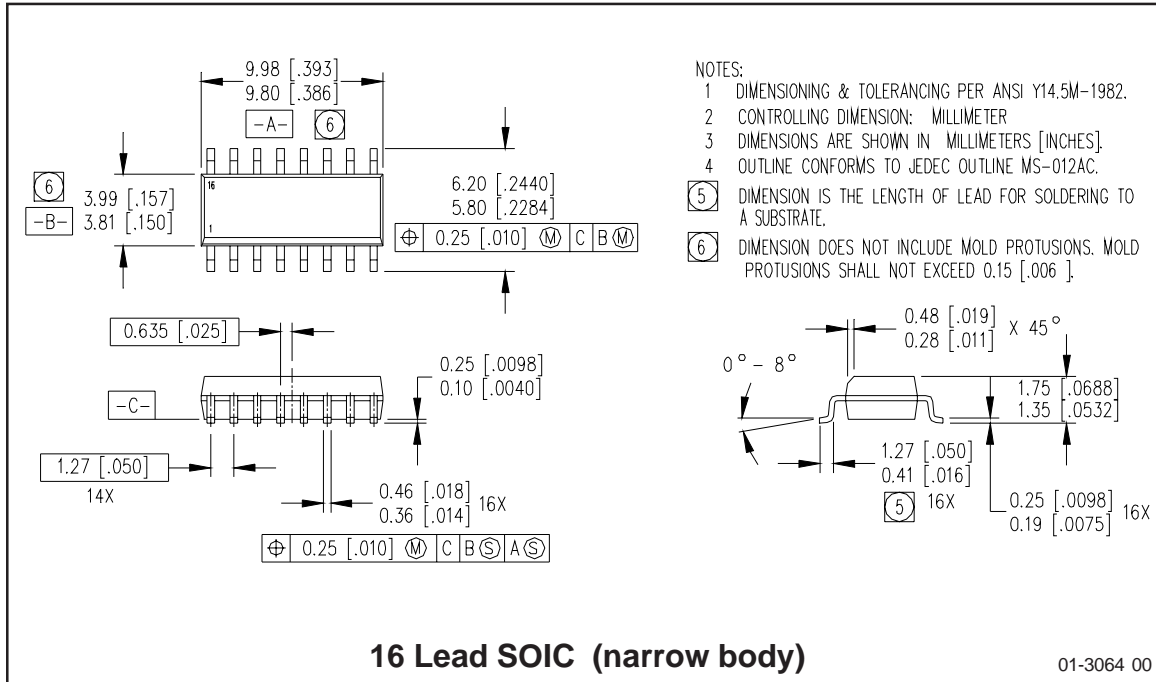 9.98 [.393]
9.80 [.386]
-A- 6
16
1
6
3.99 [.157]
-B- 3.81 [.150]
6.20 [.2440]
5.80 [.2284]
⌖ 0.25 [.010] Ⓜ C B Ⓜ
NOTES:
1 DIMENSIONING & TOLERANCING PER ANSI Y14.5M-1982.
2 CONTROLLING DIMENSION: MILLIMETER
3 DIMENSIONS ARE SHOWN IN MILLIMETERS [INCHES].
4 OUTLINE CONFORMS TO JEDEC OUTLINE MS-012AC.
5 DIMENSION IS THE LENGTH OF LEAD FOR SOLDERING TO
A SUBSTRATE.
6 DIMENSION DOES NOT INCLUDE MOLD PROTUSIONS. MOLD
PROTUSIONS SHALL NOT EXCEED 0.15 [.006 ].
0.635 [.025]
0.25 [.0098]
0.10 [.0040]
-C-
1.27 [.050]
14X
0.46 [.018]
0.36 [.014] 16X
⌖ 0.25 [.010] Ⓜ C B Ⓢ A Ⓢ
0.48 [.019]
0.28 [.011] X 45°
0° - 8°
1.75 [.0688]
1.35 [.0532]
1.27 [.050]
0.41 [.016]
5 16X
0.25 [.0098]
0.19 [.0075] 16X
16 Lead SOIC (narrow body)
01-3064 00